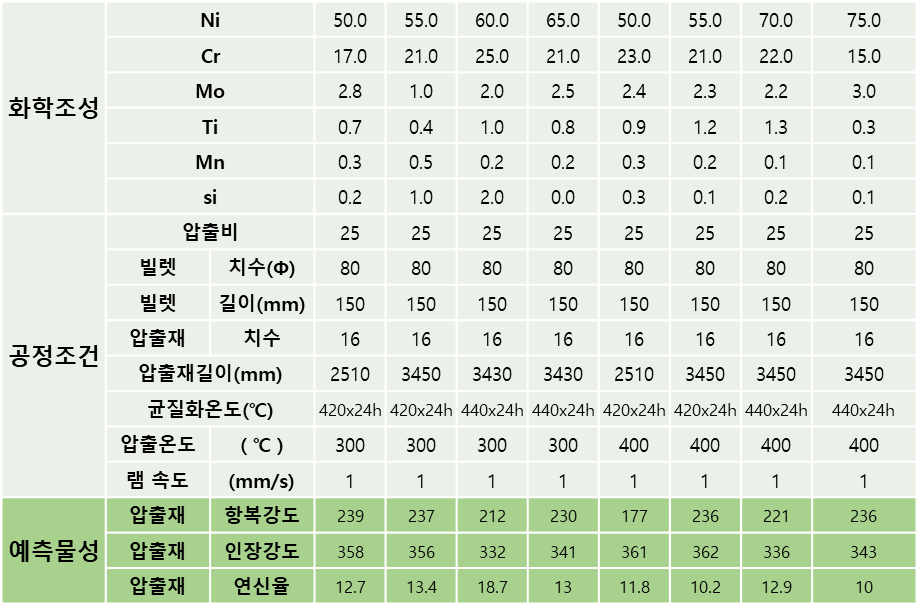 화학조성
Ni 50.0 55.0 60.0 65.0 50.0 55.0 70.0 75.0
Cr 17.0 21.0 25.0 21.0 23.0 21.0 22.0 15.0
Mo 2.8 1.0 2.0 2.5 2.4 2.3 2.2 3.0
Ti 0.7 0.4 1.0 0.8 0.9 1.2 1.3 0.3
Mn 0.3 0.5 0.2 0.2 0.3 0.2 0.1 0.1
si 0.2 1.0 2.0 0.0 0.3 0.1 0.2 0.1
공정조건
압출비 25 25 25 25 25 25 25 25
빌렛 치수(Φ) 80 80 80 80 80 80 80 80
빌렛 길이(mm) 150 150 150 150 150 150 150 150
압출재 치수 16 16 16 16 16 16 16 16
압출재길이(mm) 2510 3450 3430 3430 2510 3450 3450 3450
균질화온도(℃) 420x24h 420x24h 440x24h 440x24h 420x24h 420x24h 440x24h 440x24h
압출온도 ( ℃ ) 300 300 300 300 400 400 400 400
램 속도 (mm/s) 1 1 1 1 1 1 1 1
예측물성
압출재 항복강도 239 237 212 230 177 236 221 236
압출재 인장강도 358 356 332 341 361 362 336 343
압출재 연신율 12.7 13.4 18.7 13 11.8 10.2 12.9 10